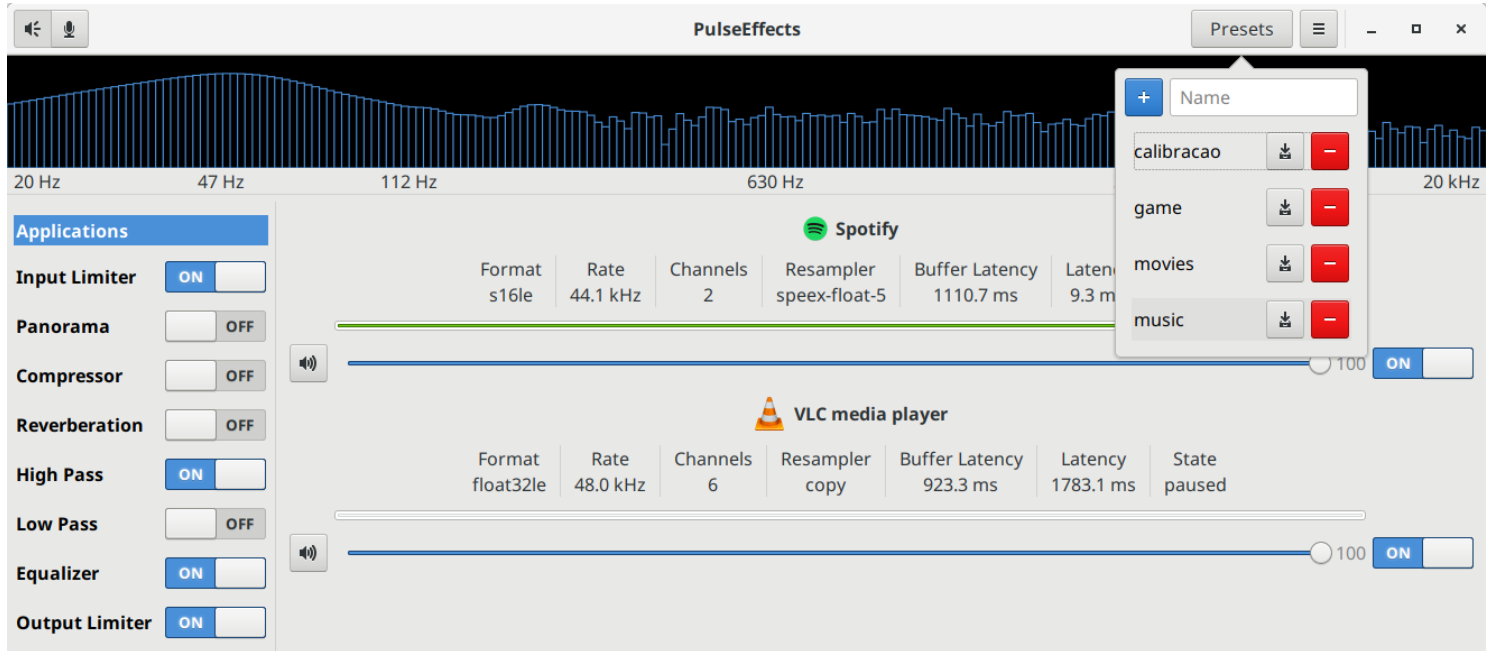 PulseEffects
Presets
Name
calibracao
game
movies
music
20 Hz 47 Hz 112 Hz 630 Hz 20 kHz
Applications
Input Limiter ON
Panorama OFF
Compressor OFF
Reverberation OFF
High Pass ON
Low Pass OFF
Equalizer ON
Output Limiter ON
Spotify
Format Rate Channels Resampler Buffer Latency
s16le 44.1 kHz 2 speex-float-5 1110.7 ms 9.3 m
100 ON
VLC media player
Format Rate Channels Resampler Buffer Latency Latency State
float32le 48.0 kHz 6 copy 923.3 ms 1783.1 ms paused
100 ON